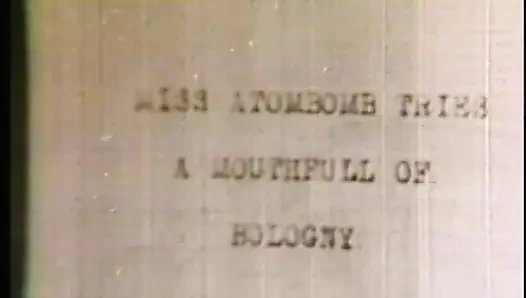 MISS ATOMBOMB TRIES
A MOUTHFULL OF
BOLOGNY